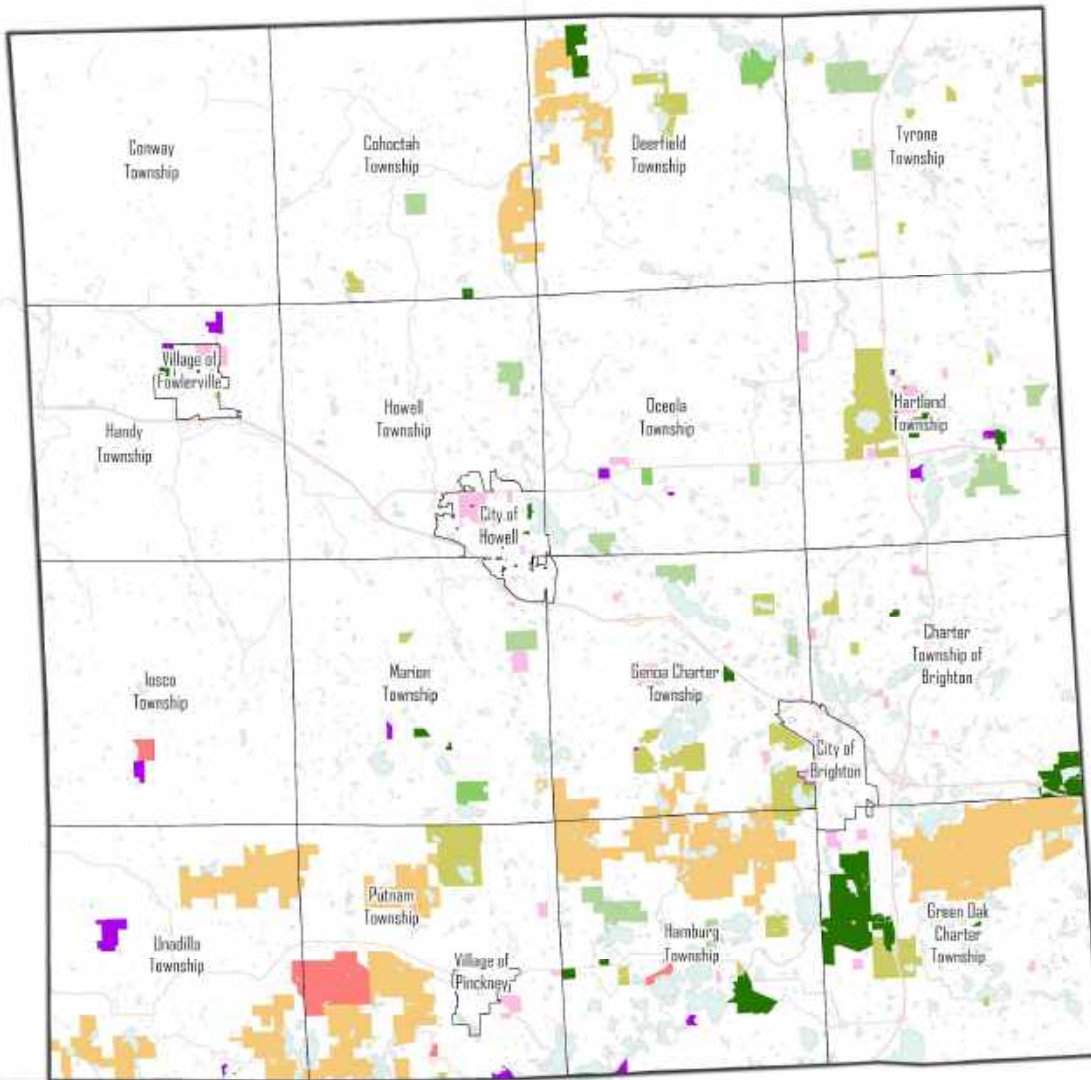 Conway
Township
Cohoctah
Township
Deerfield
Township
Tyrone
Township
Village of
Fowlerville
Handy
Township
Howell
Township
Oceola
Township
Hartland
Township
City of
Howell
Iosco
Township
Marion
Township
Genoa Charter
Township
Charter
Township of
Brighton
City of
Brighton
Unadilla
Township
Putnam
Township
Village of
Pinckney
Hamburg
Township
Green Oak
Charter
Township